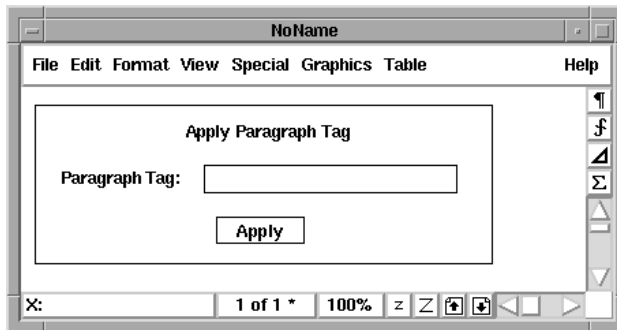 NoName
File Edit Format View Special Graphics Table Help
¶
f
Σ
Apply Paragraph Tag
Paragraph Tag:
Apply
X: 1 of 1 * 100% z Z